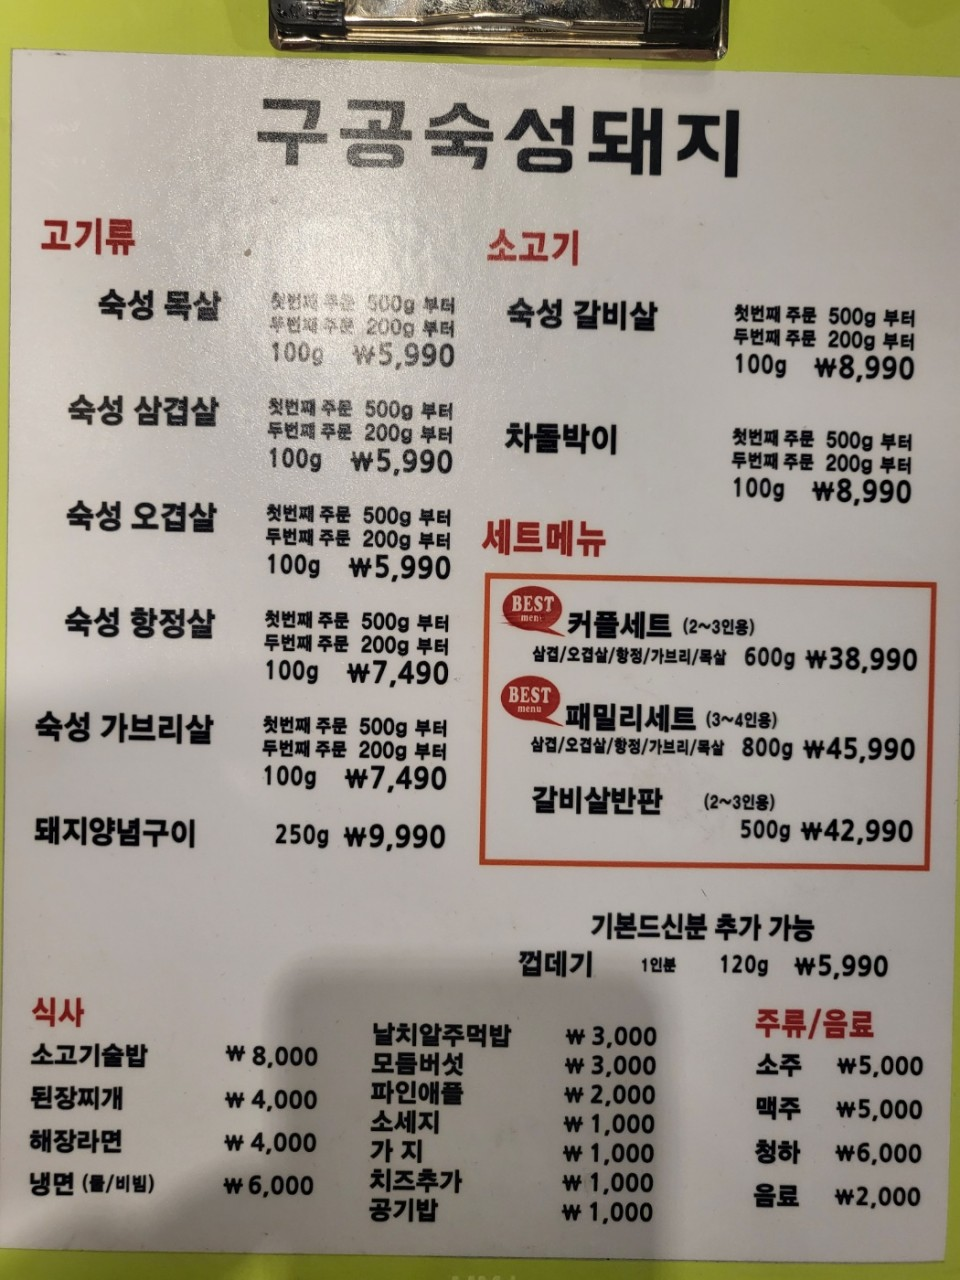 구공숙성돼지
고기류
숙성 목살 첫번째 주문 500g 부터
두번째 주문 200g 부터
100g ₩5,990
숙성 삼겹살 첫번째 주문 500g 부터
두번째 주문 200g 부터
100g ₩5,990
숙성 오겹살 첫번째 주문 500g 부터
두번째 주문 200g 부터
100g ₩5,990
숙성 항정살 첫번째 주문 500g 부터
두번째 주문 200g 부터
100g ₩7,490
숙성 가브리살 첫번째 주문 500g 부터
두번째 주문 200g 부터
100g ₩7,490
돼지양념구이 250g ₩9,990
소고기
숙성 갈비살 첫번째 주문 500g 부터
두번째 주문 200g 부터
100g ₩8,990
차돌박이 첫번째 주문 500g 부터
두번째 주문 200g 부터
100g ₩8,990
세트메뉴
BEST
menu
커플세트 (2~3인용)
삼겹/오겹살/항정/가브리/목살 600g ₩38,990
BEST
menu
패밀리세트 (3~4인용)
삼겹/오겹살/항정/가브리/목살 800g ₩45,990
갈비살반판 (2~3인용)
500g ₩42,990
기본드신분 추가 가능
껍데기 1인분 120g ₩5,990
식사
소고기술밥 ₩ 8,000
된장찌개 ₩ 4,000
해장라면 ₩ 4,000
냉면 (물/비빔) ₩ 6,000
날치알주먹밥 ₩ 3,000
모듬버섯 ₩ 3,000
파인애플 ₩ 2,000
소세지 ₩ 1,000
가 지 ₩ 1,000
치즈추가 ₩ 1,000
공기밥 ₩ 1,000
주류/음료
소주 ₩5,000
맥주 ₩5,000
청하 ₩6,000
음료 ₩2,000